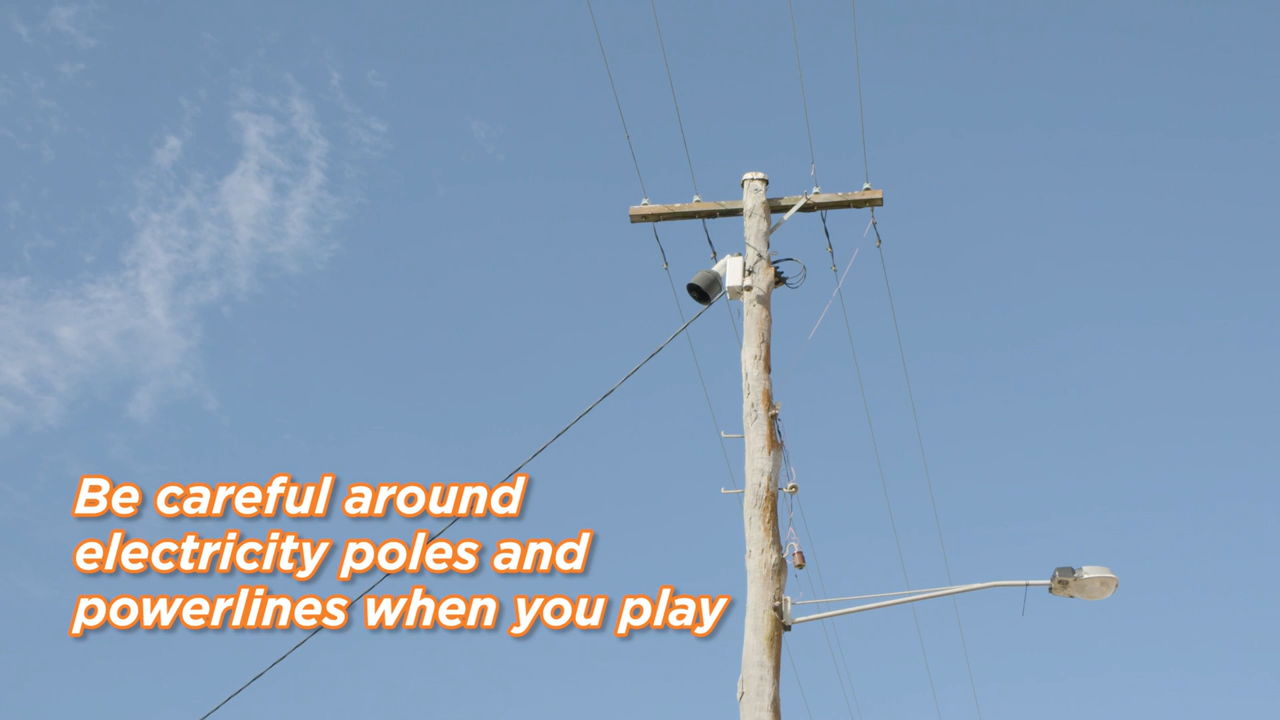 Be careful around
electricity poles and
powerlines when you play